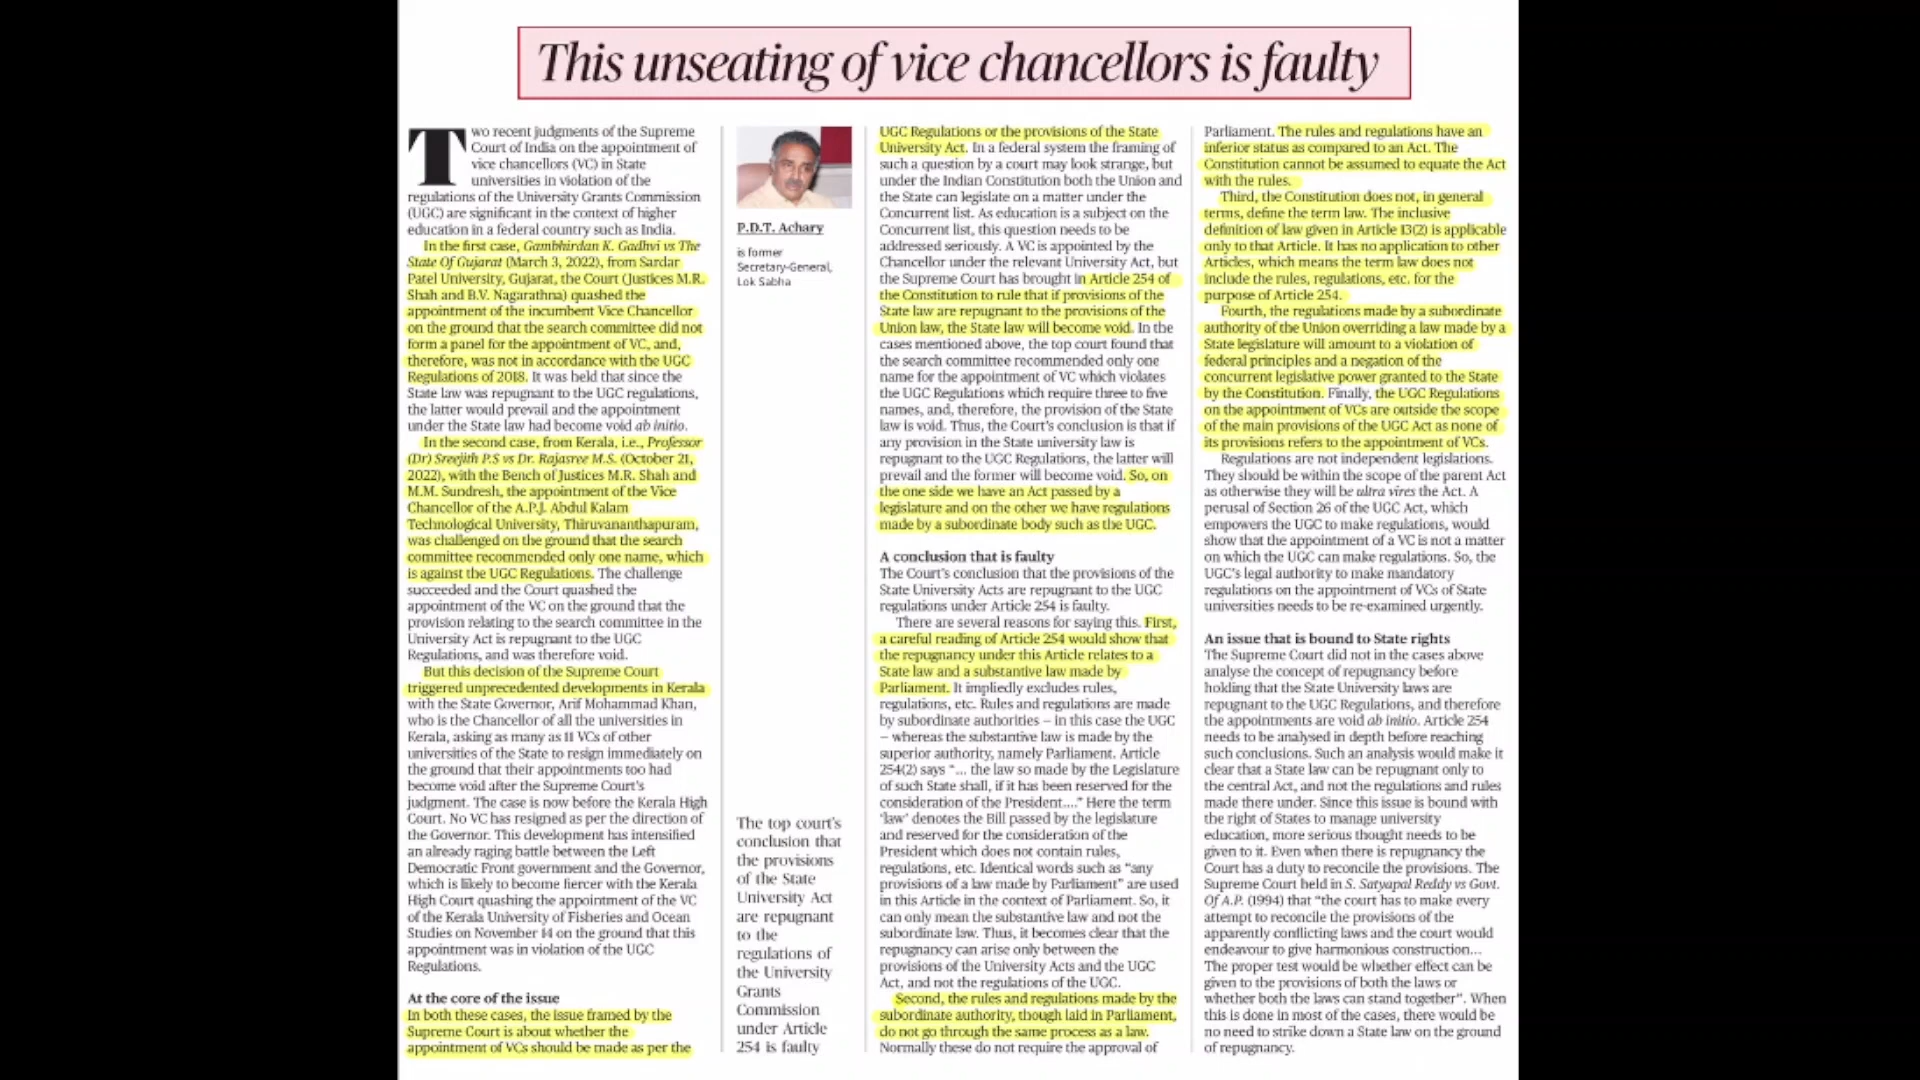 This unseating of vice chancellors is faulty
Two recent judgments of the Supreme
Court of India on the appointment of
vice chancellors (VC) in State
universities in violation of the
regulations of the University Grants Commission
(UGC) are significant in the context of higher
education in a federal country such as India.
In the first case, Gambhirdan K. Gadhvi vs The
State Of Gujarat (March 3, 2022), from Sardar
Patel University, Gujarat, the Court (Justices M.R.
Shah and B.V. Nagarathna) quashed the
appointment of the incumbent Vice Chancellor
on the ground that the search committee did not
form a panel for the appointment of VC, and,
therefore, was not in accordance with the UGC
Regulations of 2018. It was held that since the
State law was repugnant to the UGC regulations,
the latter would prevail and the appointment
under the State law had become void ab initio.
In the second case, from Kerala, i.e., Professor
(Dr) Sreejith P.S vs Dr. Rajasree M.S. (October 21,
2022), with the Bench of Justices M.R. Shah and
M.M. Sundresh, the appointment of the Vice
Chancellor of the A.P.J. Abdul Kalam
Technological University, Thiruvananthapuram,
was challenged on the ground that the search
committee recommended only one name, which
is against the UGC Regulations. The challenge
succeeded and the Court quashed the
appointment of the VC on the ground that the
provision relating to the search committee in the
University Act is repugnant to the UGC
Regulations, and was therefore void.
But this decision of the Supreme Court
triggered unprecedented developments in Kerala
with the State Governor, Arif Mohammad Khan,
who is the Chancellor of all the universities in
Kerala, asking as many as 11 VCs of other
universities of the State to resign immediately on
the ground that their appointments too had
become void after the Supreme Court's
judgment. The case is now before the Kerala High
Court. No VC has resigned as per the direction of
the Governor. This development has intensified
an already raging battle between the Left
Democratic Front government and the Governor,
which is likely to become fiercer with the Kerala
High Court quashing the appointment of the VC
of the Kerala University of Fisheries and Ocean
Studies on November 14 on the ground that this
appointment was in violation of the UGC
Regulations.
At the core of the issue
In both these cases, the issue framed by the
Supreme Court is about whether the
appointment of VCs should be made as per the
P.D.T. Achary
is former
Secretary-General,
Lok Sabha
The top court's
conclusion that
the provisions
of the State
University Act
are repugnant
to the
regulations of
the University
Grants
Commission
under Article
254 is faulty
UGC Regulations or the provisions of the State
University Act. In a federal system the framing of
such a question by a court may look strange, but
under the Indian Constitution both the Union and
the State can legislate on a matter under the
Concurrent list. As education is a subject on the
Concurrent list, this question needs to be
addressed seriously. A VC is appointed by the
Chancellor under the relevant University Act, but
the Supreme Court has brought in Article 254 of
the Constitution to rule that if provisions of the
State law are repugnant to the provisions of the
Union law, the State law will become void. In the
cases mentioned above, the top court found that
the search committee recommended only one
name for the appointment of VC which violates
the UGC Regulations which require three to five
names, and, therefore, the provision of the State
law is void. Thus, the Court's conclusion is that if
any provision in the State university law is
repugnant to the UGC Regulations, the latter will
prevail and the former will become void. So, on
the one side we have an Act passed by a
legislature and on the other we have regulations
made by a subordinate body such as the UGC.
A conclusion that is faulty
The Court's conclusion that the provisions of the
State University Acts are repugnant to the UGC
regulations under Article 254 is faulty.
There are several reasons for saying this. First,
a careful reading of Article 254 would show that
the repugnancy under this Article relates to a
State law and a substantive law made by
Parliament. It impliedly excludes rules,
regulations, etc. Rules and regulations are made
by subordinate authorities — in this case the UGC
— whereas the substantive law is made by the
superior authority, namely Parliament. Article
254(2) says "... the law so made by the Legislature
of such State shall, if it has been reserved for the
consideration of the President...." Here the term
'law' denotes the Bill passed by the legislature
and reserved for the consideration of the
President which does not contain rules,
regulations, etc. Identical words such as "any
provisions of a law made by Parliament" are used
in this Article in the context of Parliament. So, it
can only mean the substantive law and not the
subordinate law. Thus, it becomes clear that the
repugnancy can arise only between the
provisions of the University Acts and the UGC
Act, and not the regulations of the UGC.
Second, the rules and regulations made by the
subordinate authority, though laid in Parliament,
do not go through the same process as a law.
Normally these do not require the approval of
Parliament. The rules and regulations have an
inferior status as compared to an Act. The
Constitution cannot be assumed to equate the Act
with the rules.
Third, the Constitution does not, in general
terms, define the term law. The inclusive
definition of law given in Article 13(2) is applicable
only to that Article. It has no application to other
Articles, which means the term law does not
include the rules, regulations, etc. for the
purpose of Article 254.
Fourth, the regulations made by a subordinate
authority of the Union overriding a law made by a
State legislature will amount to a violation of
federal principles and a negation of the
concurrent legislative power granted to the State
by the Constitution. Finally, the UGC Regulations
on the appointment of VCs are outside the scope
of the main provisions of the UGC Act as none of
its provisions refers to the appointment of VCs.
Regulations are not independent legislations.
They should be within the scope of the parent Act
as otherwise they will be ultra vires the Act. A
perusal of Section 26 of the UGC Act, which
empowers the UGC to make regulations, would
show that the appointment of a VC is not a matter
on which the UGC can make regulations. So, the
UGC's legal authority to make mandatory
regulations on the appointment of VCs of State
universities needs to be re-examined urgently.
An issue that is bound to State rights
The Supreme Court did not in the cases above
analyse the concept of repugnancy before
holding that the State University laws are
repugnant to the UGC Regulations, and therefore
the appointments are void ab initio. Article 254
needs to be analysed in depth before reaching
such conclusions. Such an analysis would make it
clear that a State law can be repugnant only to
the central Act, and not the regulations and rules
made there under. Since this issue is bound with
the right of States to manage university
education, more serious thought needs to be
given to it. Even when there is repugnancy the
Court has a duty to reconcile the provisions. The
Supreme Court held in S. Satyapal Reddy vs Govt.
Of A.P. (1994) that "the court has to make every
attempt to reconcile the provisions of the
apparently conflicting laws and the court would
endeavour to give harmonious construction...
The proper test would be whether effect can be
given to the provisions of both the laws or
whether both the laws can stand together". When
this is done in most of the cases, there would be
no need to strike down a State law on the ground
of repugnancy.